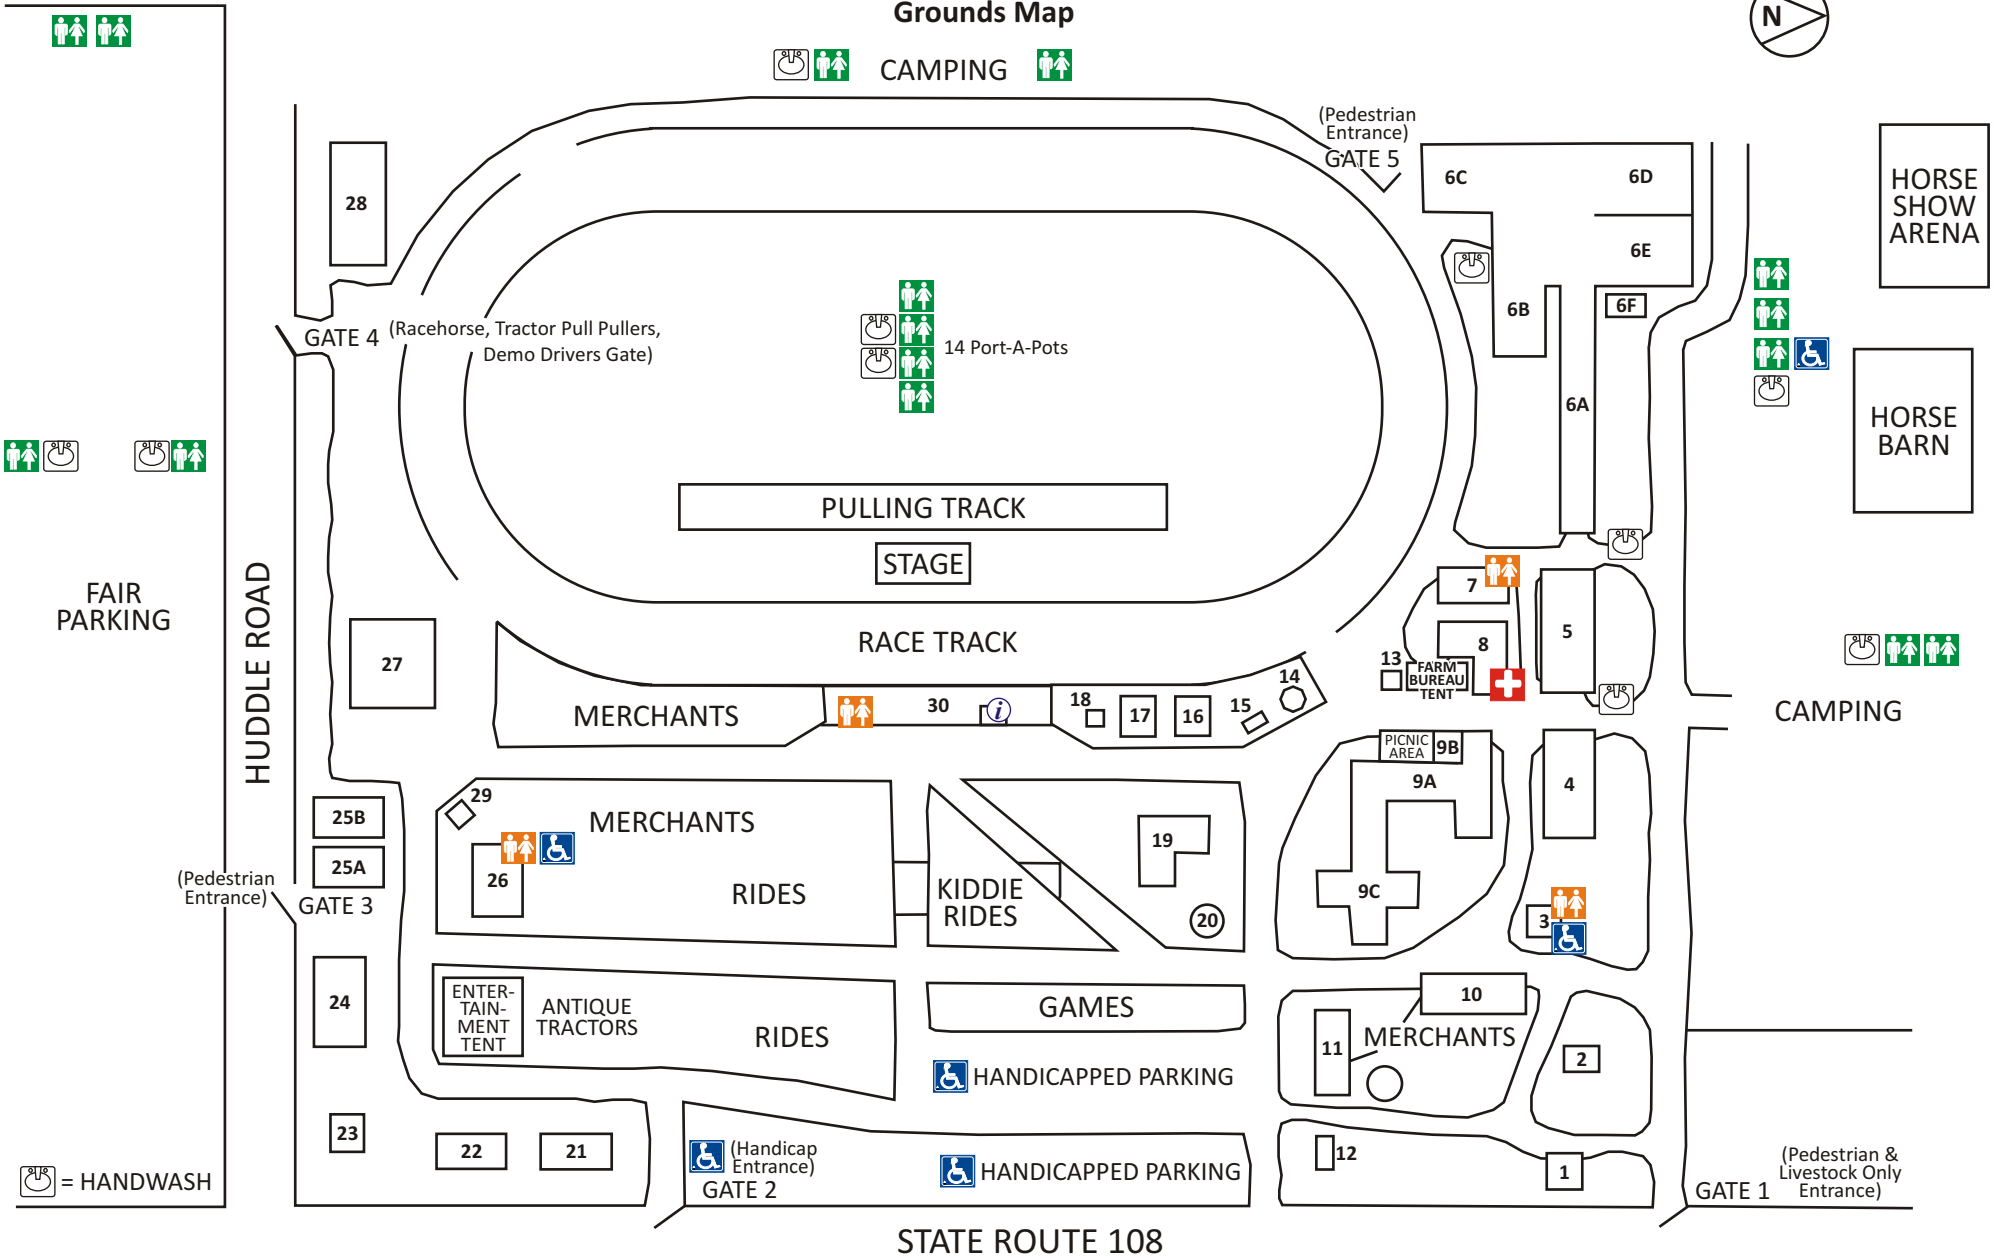 Grounds Map
N
CAMPING
(Pedestrian
Entrance)
GATE 5
6C
6D
HORSE
SHOW
ARENA
28
6E
6F
6B
GATE 4
(Racehorse, Tractor Pull Pullers,
Demo Drivers Gate)
14 Port-A-Pots
6A
HORSE
BARN
PULLING TRACK
STAGE
FAIR
PARKING
HUDDLE ROAD
7
5
8
RACE TRACK
27
13
FARM
BUREAU
TENT
14
MERCHANTS
30
i
18
17
16
15
CAMPING
PICNIC
AREA
9B
9A
4
29
MERCHANTS
25B
19
25A
26
RIDES
KIDDIE
RIDES
9C
(Pedestrian
Entrance)
GATE 3
20
3
24
ENTER-
TAIN-
MENT
TENT
ANTIQUE
TRACTORS
RIDES
GAMES
10
MERCHANTS
11
2
HANDICAPPED PARKING
23
22
21
(Handicap
Entrance)
GATE 2
HANDICAPPED PARKING
12
1
(Pedestrian &
Livestock Only
Entrance)
GATE 1
= HANDWASH
STATE ROUTE 108